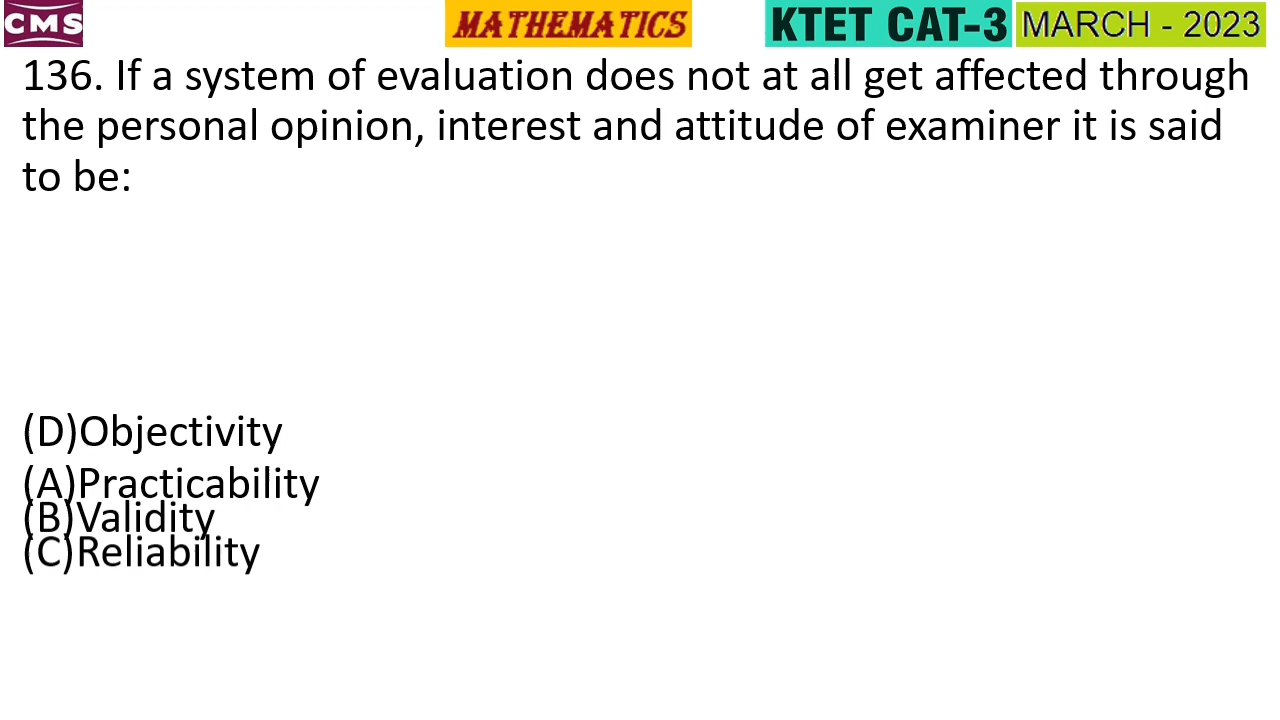 CMS
MATHEMATICS
KTET CAT-3
MARCH - 2023
136. If a system of evaluation does not at all get affected through
the personal opinion, interest and attitude of examiner it is said
to be:
(D)Objectivity
(A)Practicability
(B)Validity
(C)Reliability